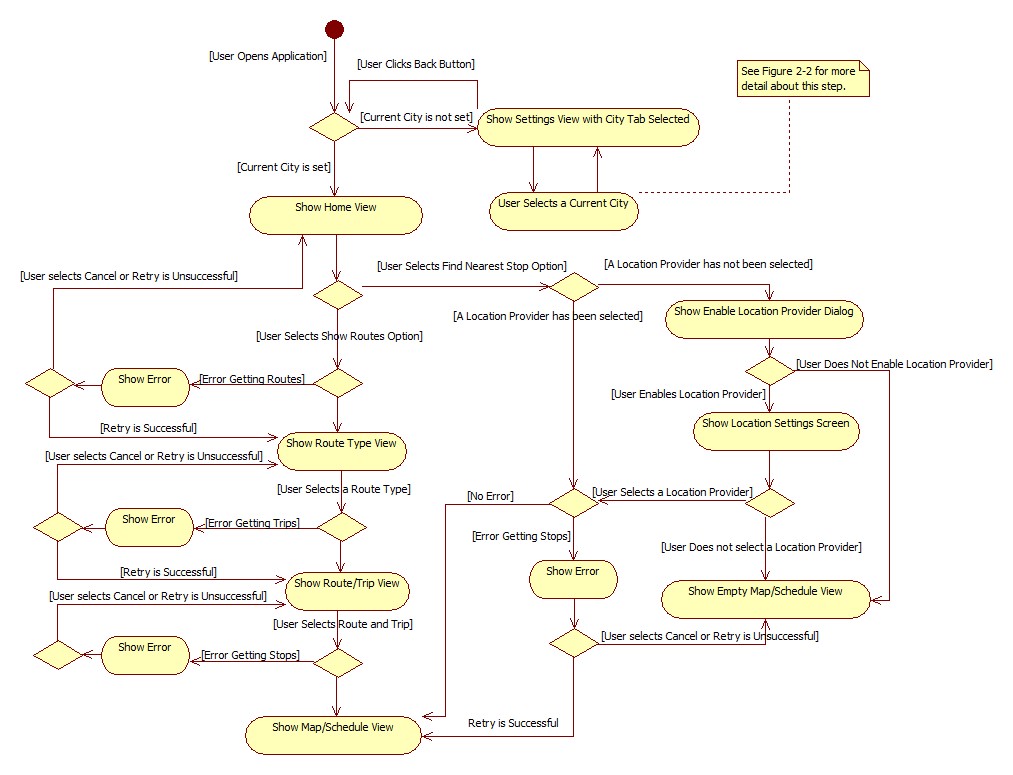 [User Opens Application]
[User Clicks Back Button]
See Figure 2-2 for more
detail about this step.
[Current City is not set]
Show Settings View with City Tab Selected
[Current City is set]
Show Home View
User Selects a Current City
[User selects Cancel or Retry is Unsuccessful]
[User Selects Find Nearest Stop Option]
[A Location Provider has not been selected]
[A Location Provider has been selected]
Show Enable Location Provider Dialog
[User Selects Show Routes Option]
[User Does Not Enable Location Provider]
Show Error
[Error Getting Routes]
[User Enables Location Provider]
[Retry is Successful]
Show Route Type View
Show Location Settings Screen
[User selects Cancel or Retry is Unsuccessful]
[User Selects a Route Type]
[No Error]
[User Selects a Location Provider]
Show Error
[Error Getting Trips]
[Error Getting Stops]
[User Does not select a Location Provider]
[Retry is Successful]
Show Route/Trip View
Show Error
Show Empty Map/Schedule View
[User selects Cancel or Retry is Unsuccessful]
[User Selects Route and Trip]
[User selects Cancel or Retry is Unsuccessful]
Show Error
[Error Getting Stops]
Show Map/Schedule View
Retry is Successful